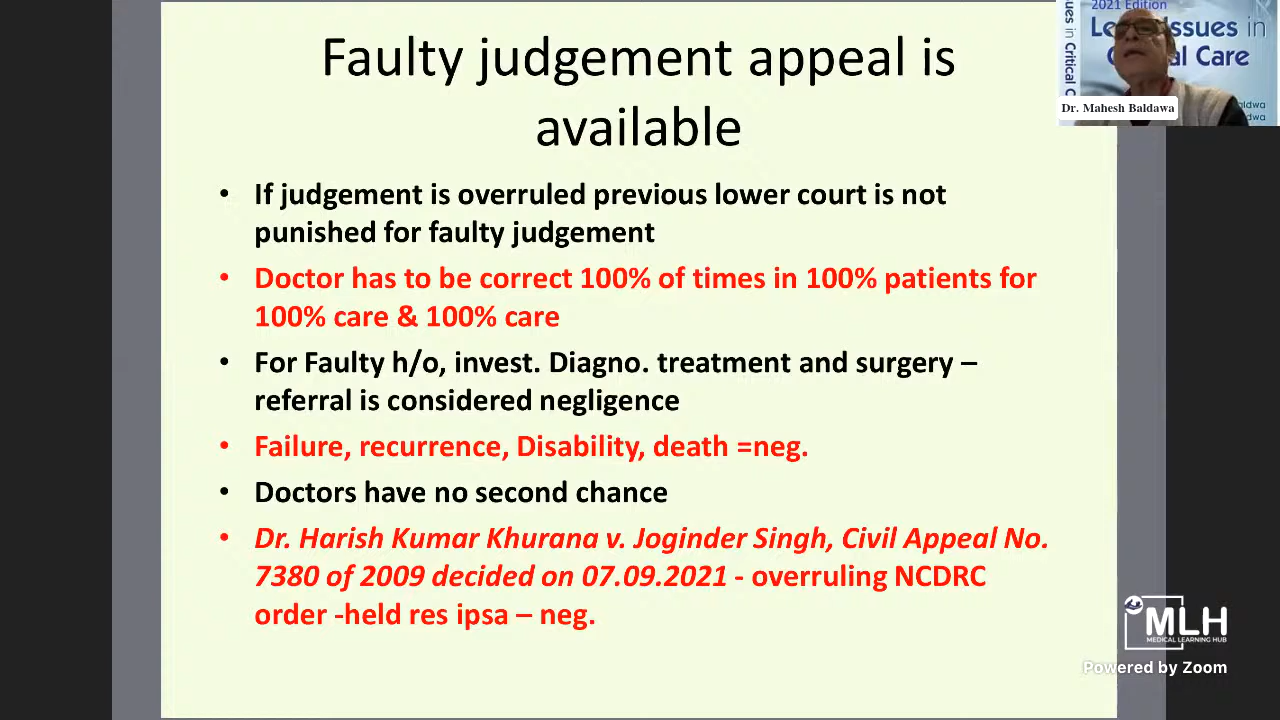 Faulty judgement appeal is
available
• If judgement is overruled previous lower court is not
punished for faulty judgement
• Doctor has to be correct 100% of times in 100% patients for
100% care & 100% care
• For Faulty h/o, invest. Diagno. treatment and surgery –
referral is considered negligence
• Failure, recurrence, Disability, death =neg.
• Doctors have no second chance
• Dr. Harish Kumar Khurana v. Joginder Singh, Civil Appeal No.
7380 of 2009 decided on 07.09.2021 - overruling NCDRC
order -held res ipsa – neg.
2021 Edition
Issues in
Care
in Critical
Dr. Mahesh Baldawa
MLH
MEDICAL LEARNING HUB
Powered by Zoom